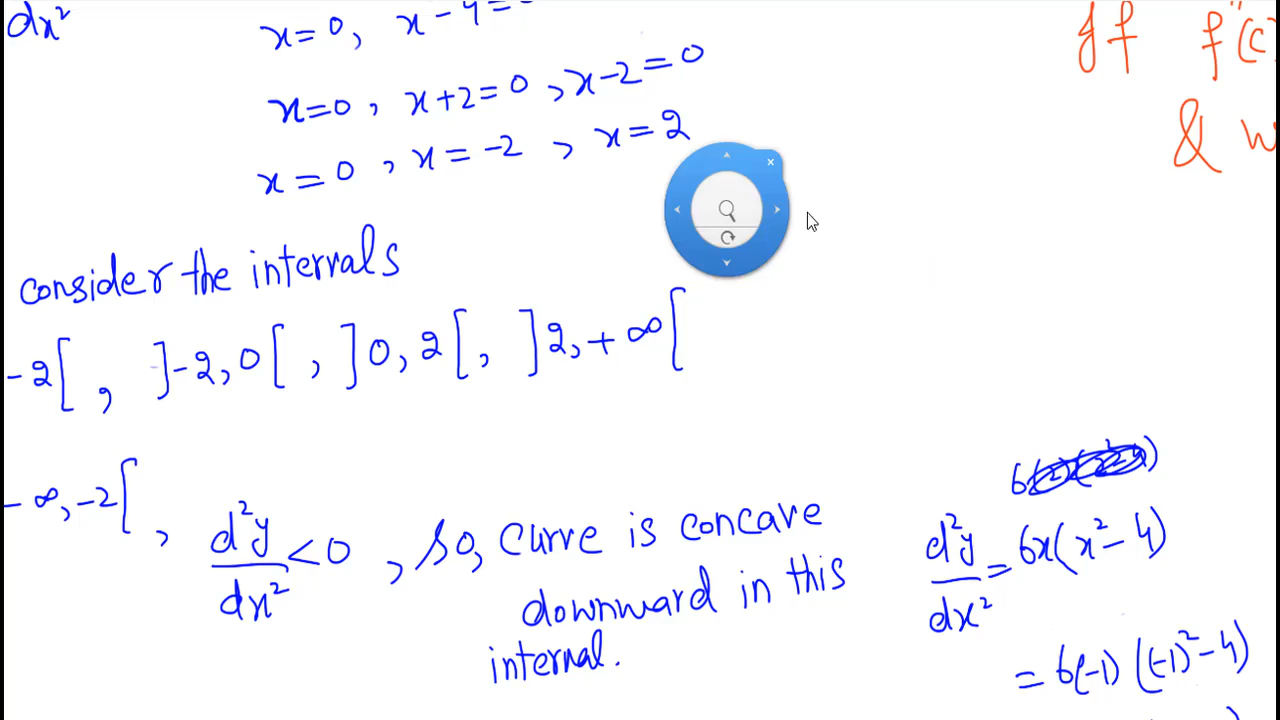 dx²
x=0, x-4=0
If f"(c)
x=0, x+2=0, x-2=0
&
x=0, x=-2, x=2
consider the intervals
-2[, ]-2,0[, ]0,2[, ]2,+∞[
-∞,-2[, d²y/dx²<0, so, Curve is concave
downward in this
internal.
6
d²y/dx² = 6x(x²-4)
= 6(-1)((-1)²-4)